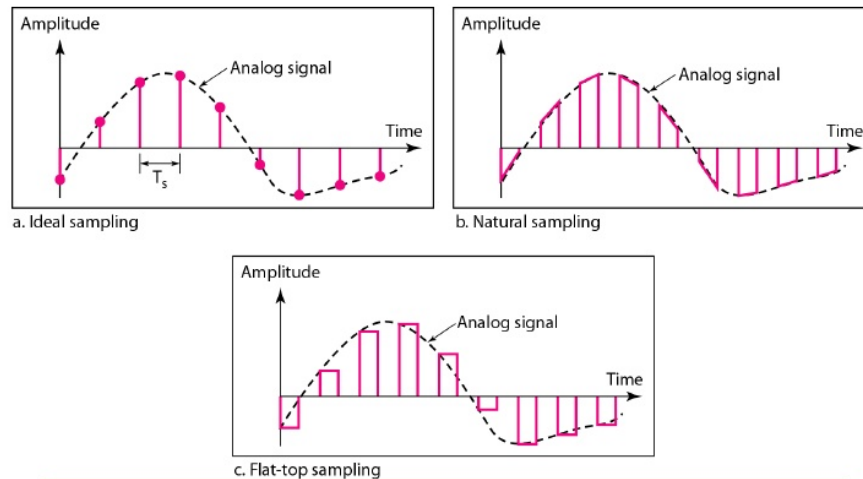 Amplitude
Analog signal
Time
Ts
a. Ideal sampling
Amplitude
Analog signal
Time
b. Natural sampling
Amplitude
Analog signal
Time
c. Flat-top sampling